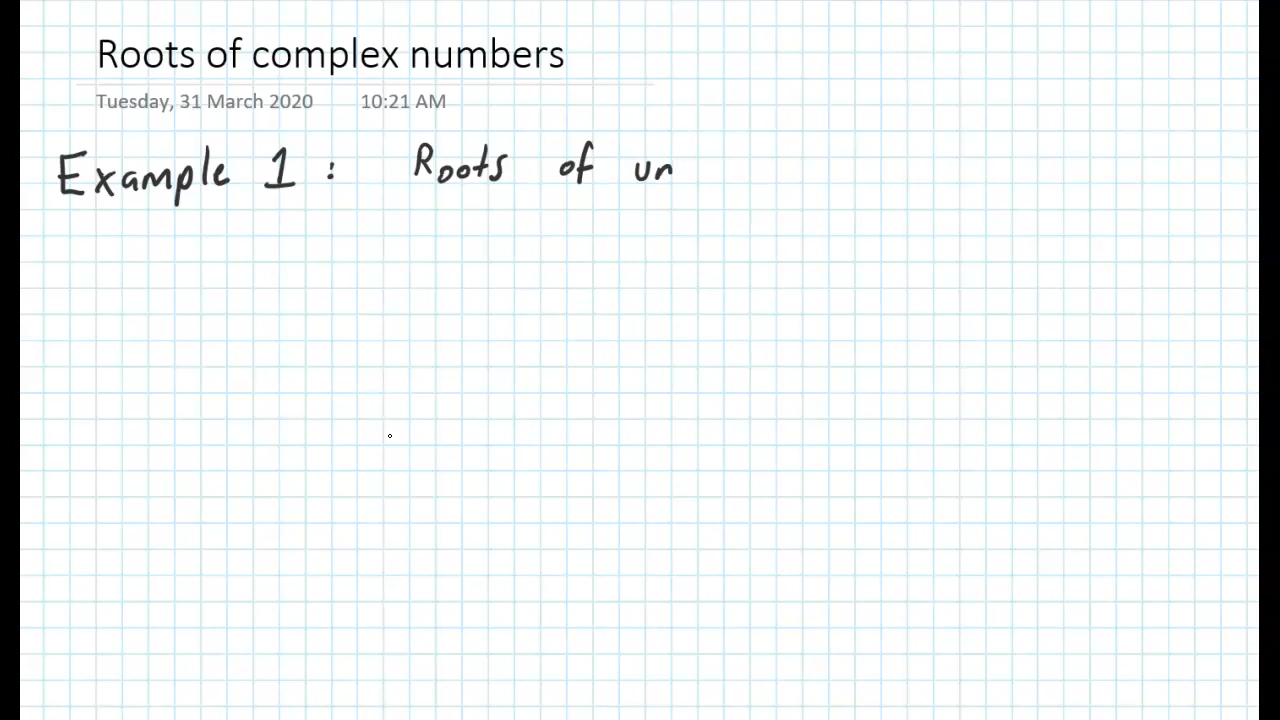 Roots of complex numbers
Tuesday, 31 March 2020 10:21 AM
Example 1 : Roots of un